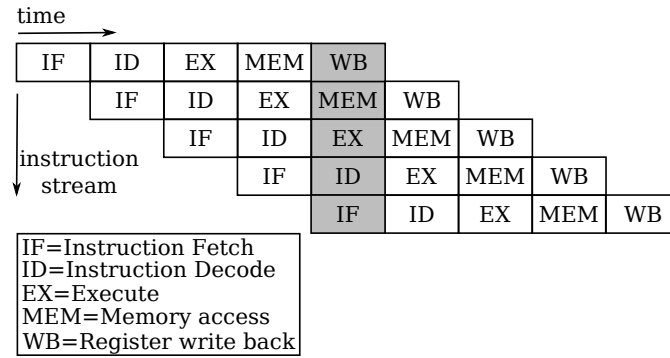 time
IF ID EX MEM WB
IF ID EX MEM WB
IF ID EX MEM WB
instruction
stream
IF ID EX MEM WB
IF ID EX MEM WB
IF=Instruction Fetch
ID=Instruction Decode
EX=Execute
MEM=Memory access
WB=Register write back